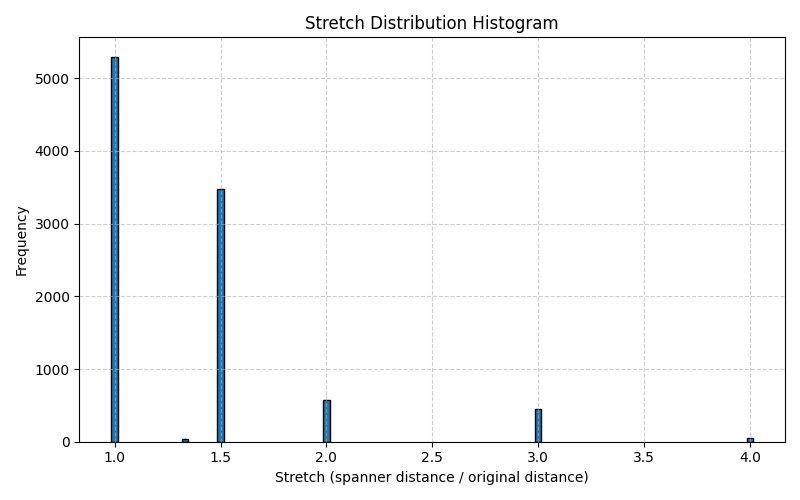 Stretch Distribution Histogram
Frequency
5000
4000
3000
2000
1000
0
1.0 1.5 2.0 2.5 3.0 3.5 4.0
Stretch (spanner distance / original distance)